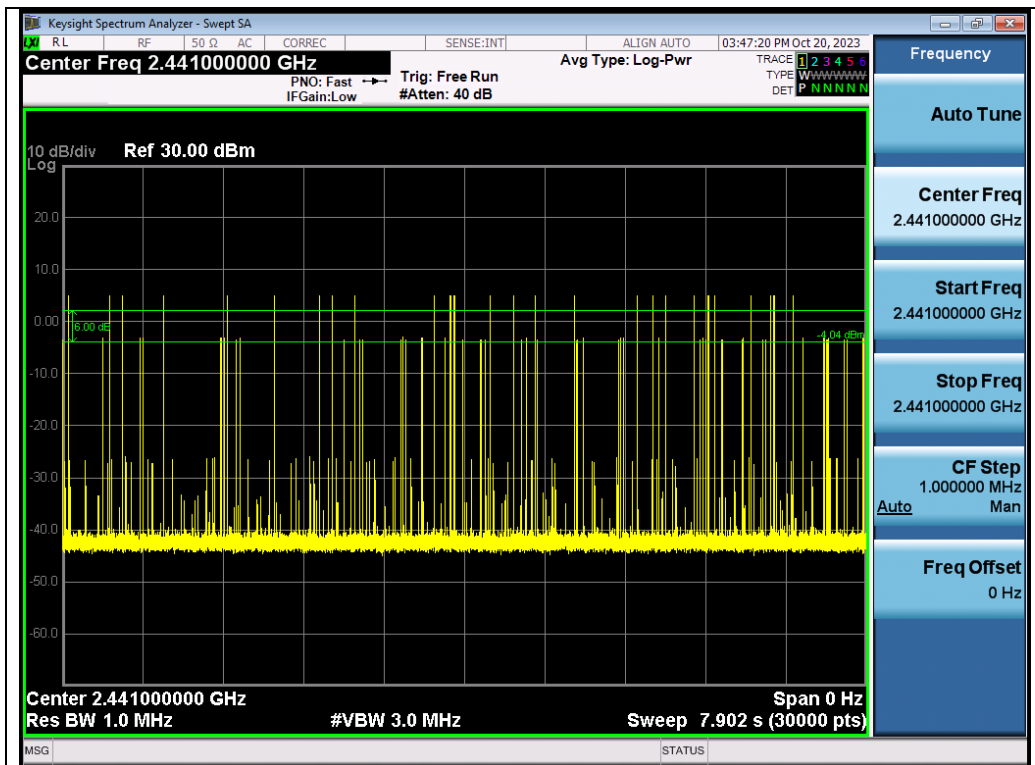 Keysight Spectrum Analyzer - Swept SA
LXI RL RF 50 Ω AC CORREC SENSE:INT ALIGN AUTO 03:47:20 PM Oct 20, 2023
Center Freq 2.441000000 GHz
PNO: Fast
IFGain:Low
Trig: Free Run
#Atten: 40 dB
Avg Type: Log-Pwr
TRACE 1 2 3 4 5 6
TYPE WWWWWW
DET P N N N N N
10 dB/div Ref 30.00 dBm
Log
20.0
10.0
0.00
6.00 dB
-4.04 dBm
-10.0
-20.0
-30.0
-40.0
-50.0
-60.0
Center 2.441000000 GHz Span 0 Hz
Res BW 1.0 MHz #VBW 3.0 MHz Sweep 7.902 s (30000 pts)
MSG STATUS
Frequency
Auto Tune
Center Freq
2.441000000 GHz
Start Freq
2.441000000 GHz
Stop Freq
2.441000000 GHz
CF Step
1.000000 MHz
Auto Man
Freq Offset
0 Hz